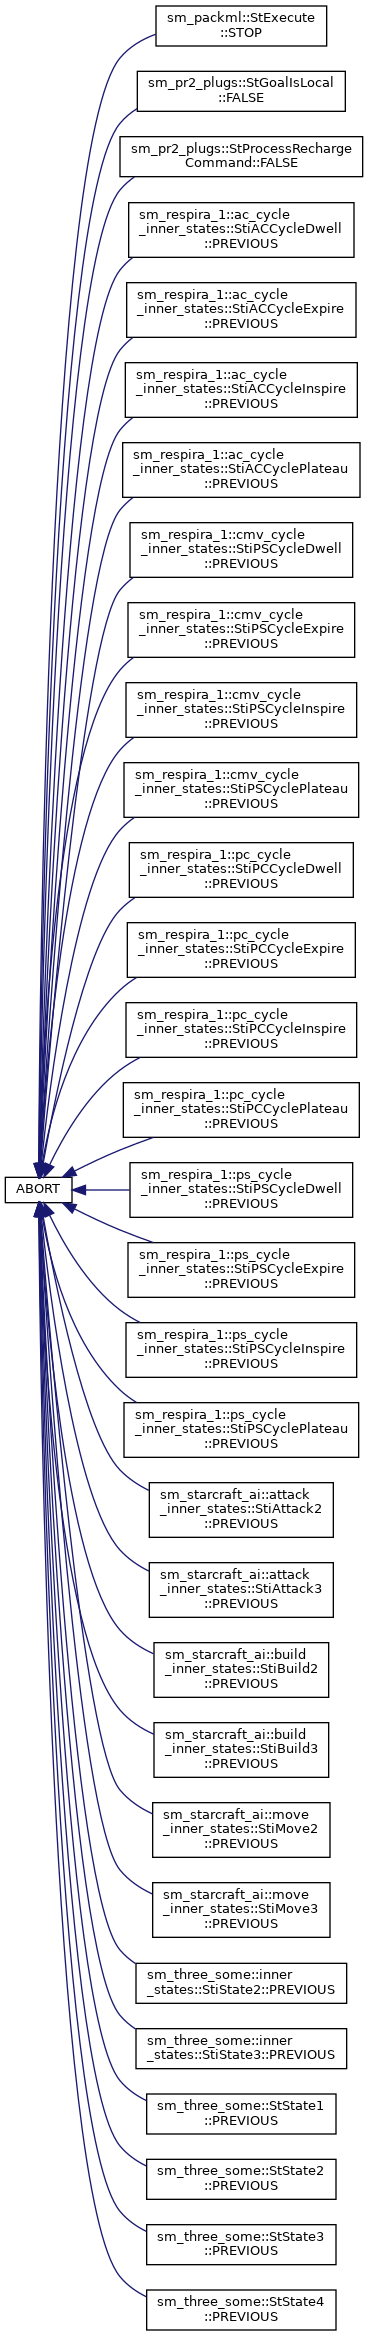 sm_packml::StExecute
::STOP
sm_pr2_plugs::StGoalIsLocal
::FALSE
sm_pr2_plugs::StProcessRecharge
Command::FALSE
sm_respira_1::ac_cycle
_inner_states::StiACCycleDwell
::PREVIOUS
sm_respira_1::ac_cycle
_inner_states::StiACCycleExpire
::PREVIOUS
sm_respira_1::ac_cycle
_inner_states::StiACCycleInspire
::PREVIOUS
sm_respira_1::ac_cycle
_inner_states::StiACCyclePlateau
::PREVIOUS
sm_respira_1::cmv_cycle
_inner_states::StiPSCycleDwell
::PREVIOUS
sm_respira_1::cmv_cycle
_inner_states::StiPSCycleExpire
::PREVIOUS
sm_respira_1::cmv_cycle
_inner_states::StiPSCycleInspire
::PREVIOUS
sm_respira_1::cmv_cycle
_inner_states::StiPSCyclePlateau
::PREVIOUS
sm_respira_1::pc_cycle
_inner_states::StiPCCycleDwell
::PREVIOUS
sm_respira_1::pc_cycle
_inner_states::StiPCCycleExpire
::PREVIOUS
sm_respira_1::pc_cycle
_inner_states::StiPCCycleInspire
::PREVIOUS
sm_respira_1::pc_cycle
_inner_states::StiPCCyclePlateau
::PREVIOUS
ABORT
sm_respira_1::ps_cycle
_inner_states::StiPSCycleDwell
::PREVIOUS
sm_respira_1::ps_cycle
_inner_states::StiPSCycleExpire
::PREVIOUS
sm_respira_1::ps_cycle
_inner_states::StiPSCycleInspire
::PREVIOUS
sm_respira_1::ps_cycle
_inner_states::StiPSCyclePlateau
::PREVIOUS
sm_starcraft_ai::attack
_inner_states::StiAttack2
::PREVIOUS
sm_starcraft_ai::attack
_inner_states::StiAttack3
::PREVIOUS
sm_starcraft_ai::build
_inner_states::StiBuild2
::PREVIOUS
sm_starcraft_ai::build
_inner_states::StiBuild3
::PREVIOUS
sm_starcraft_ai::move
_inner_states::StiMove2
::PREVIOUS
sm_starcraft_ai::move
_inner_states::StiMove3
::PREVIOUS
sm_three_some::inner
_states::StiState2::PREVIOUS
sm_three_some::inner
_states::StiState3::PREVIOUS
sm_three_some::StState1
::PREVIOUS
sm_three_some::StState2
::PREVIOUS
sm_three_some::StState3
::PREVIOUS
sm_three_some::StState4
::PREVIOUS